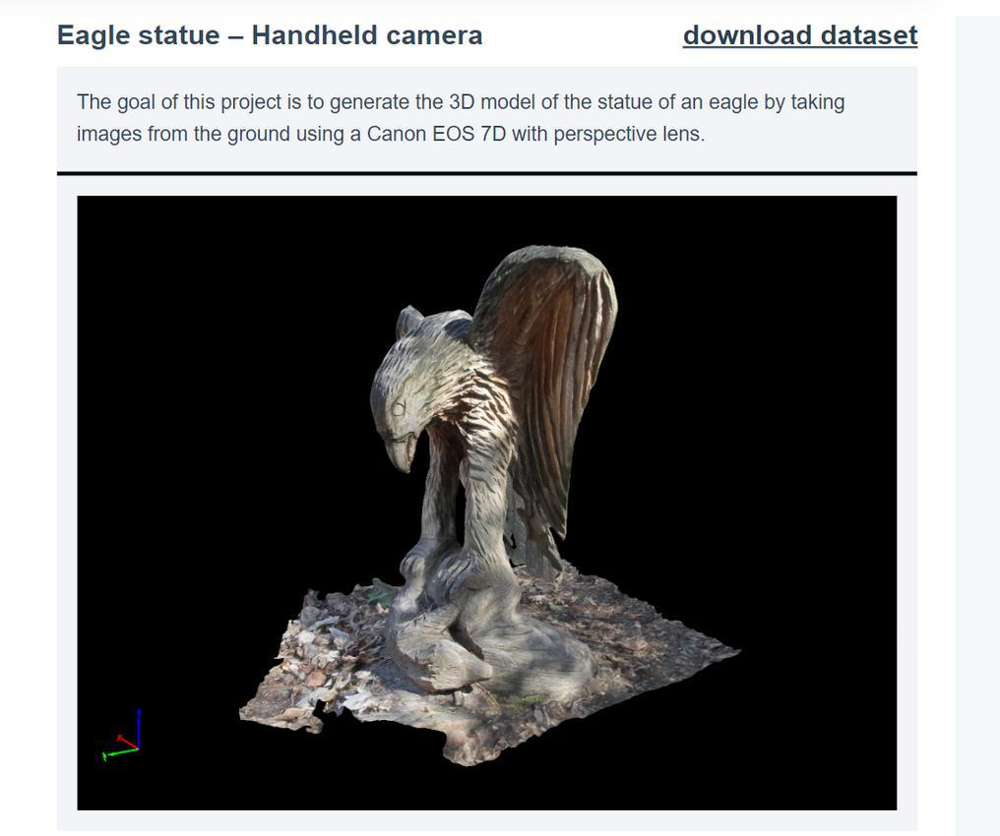 Eagle statue – Handheld camera
download dataset
The goal of this project is to generate the 3D model of the statue of an eagle by taking
images from the ground using a Canon EOS 7D with perspective lens.